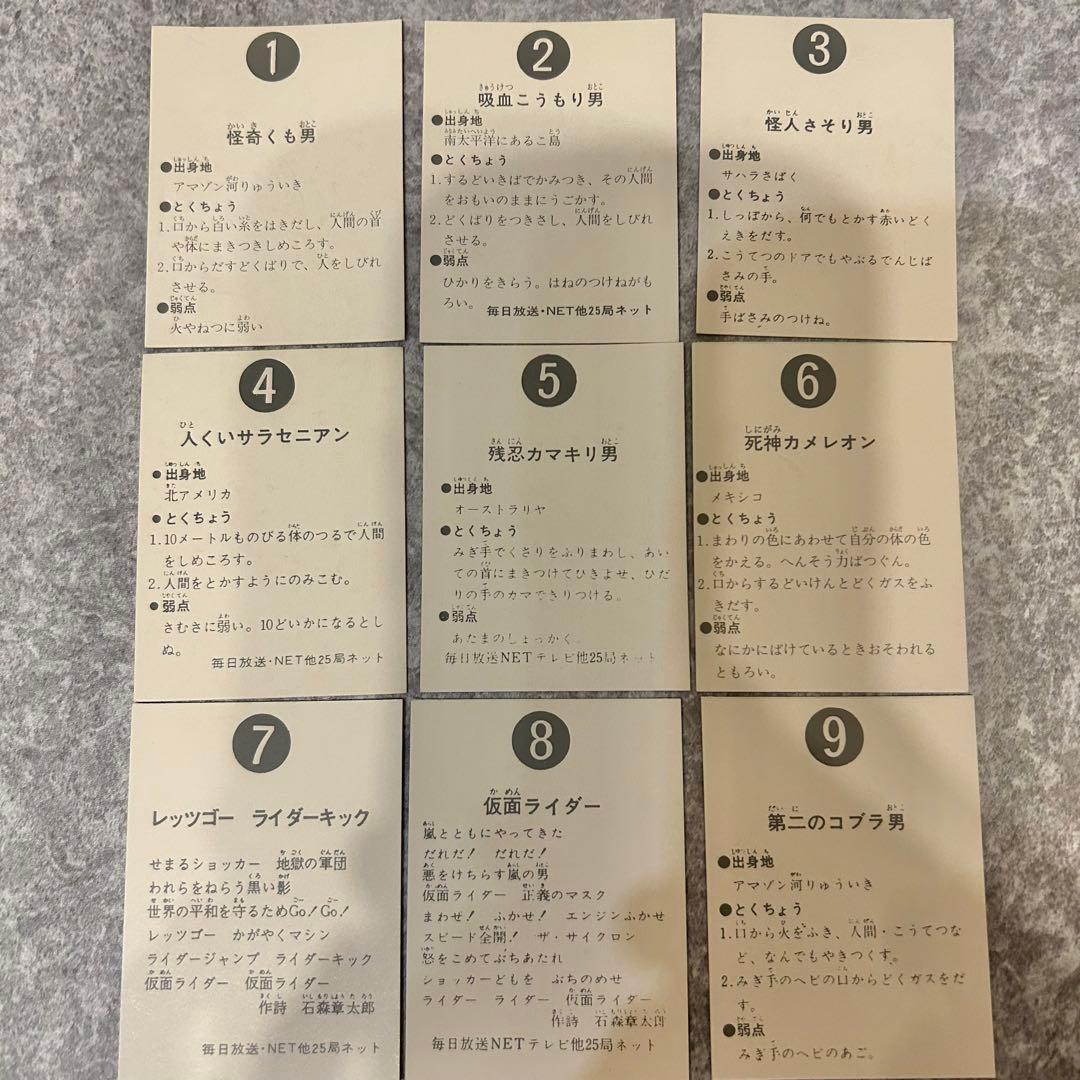 1
怪奇くも男
●出身地
アマゾン河りゅういき
●とくちょう
1.口から白い糸をはきだし、人間の首
や体にまきつきしめころす。
2.口からだすどくばりで、人をしびれ
させる。
●弱点
火やねつに弱い
2
吸血こうもり男
●出身地
南太平洋にあるこ島
●とくちょう
1.するどいきばでかみつき、その人間
をおもいのままにうごかす。
2.どくばりをつきさし、人間をしびれ
させる。
●弱点
ひかりをきらう。はねのつけねがも
ろい。
毎日放送・NET他25局ネット
3
怪人さそり男
●出身地
サハラさばく
●とくちょう
1.しっぽから、何でもとかす赤いどく
えきをだす。
2.こうてつのドアでもやぶるでんじば
さみの手。
●弱点
手ばさみのつけね。
4
人くいサラセニアン
●出身地
北アメリカ
●とくちょう
1.10メートルものびる体のつるで人間
をしめころす。
2.人間をとかすようにのみこむ。
●弱点
さむさに弱い。10どいかになるとし
ぬ。
毎日放送・NET他25局ネット
5
残忍カマキリ男
●出身地
オーストラリヤ
●とくちょう
みぎ手でくさりをふりまわし、あい
ての首にまきつけてひきよせ、ひだ
りの手のカマできりつける。
●弱点
あたまのしょっかく。
毎日放送NETテレビ他25局ネット
6
死神カメレオン
●出身地
メキシコ
●とくちょう
1.まわりの色にあわせて自分の体の色
をかえる。へんそう力ばつぐん。
2.口からするどいけんとどくガスをふ
きだす。
●弱点
なにかにばけているときおそわれる
ともろい。
7
レッツゴー ライダーキック
せまるショッカー 地獄の軍団
われらをねらう黒い影
世界の平和を守るためGo!Go!
レッツゴー かがやくマシン
ライダージャンプ ライダーキック
仮面ライダー 仮面ライダー
作詩 石森章太郎
毎日放送・NET他25局ネット
8
仮面ライダー
嵐とともにやってきた
だれだ! だれだ!
悪をけちらす嵐の男
仮面ライダー 正義のマスク
まわせ! ふかせ! エンジンふかせ
スピード全開! ザ・サイクロン
怒をこめてぶちあたれ
ショッカーどもを ぶちのめせ
ライダー ライダー 仮面ライダー
作詩 石森章太郎
毎日放送NETテレビ他25局ネット
9
第二のコブラ男
●出身地
アマゾン河りゅういき
●とくちょう
1.口から火をふき、人間・こうてつな
ど、なんでもやきつくす。
2.みぎ手のヘビの口からどくガスをだ
す。
●弱点
みぎ手のヘビのあご。